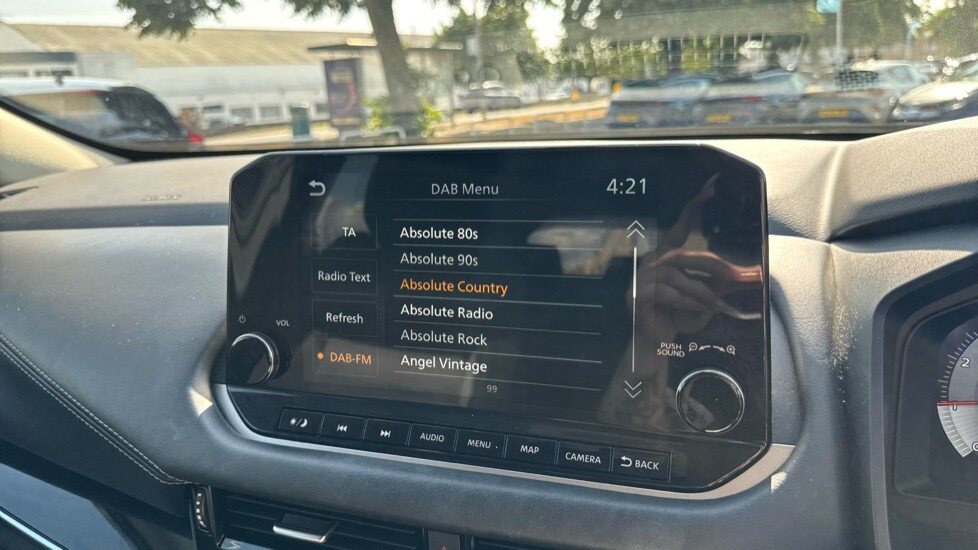 DAB Menu
4:21
TA
Absolute 80s
Absolute 90s
Radio Text
Absolute Country
Refresh
Absolute Radio
Absolute Rock
DAB-FM
Angel Vintage
99
VOL
PUSH
SOUND
AUDIO
MENU
MAP
CAMERA
BACK
2